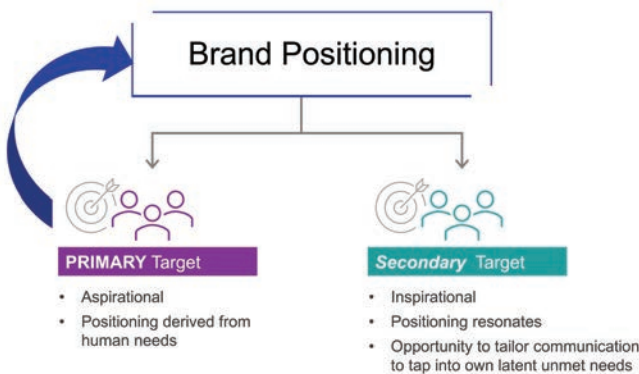 Brand Positioning
PRIMARY Target
• Aspirational
• Positioning derived from
human needs
Secondary Target
• Inspirational
• Positioning resonates
• Opportunity to tailor communication
to tap into own latent unmet needs